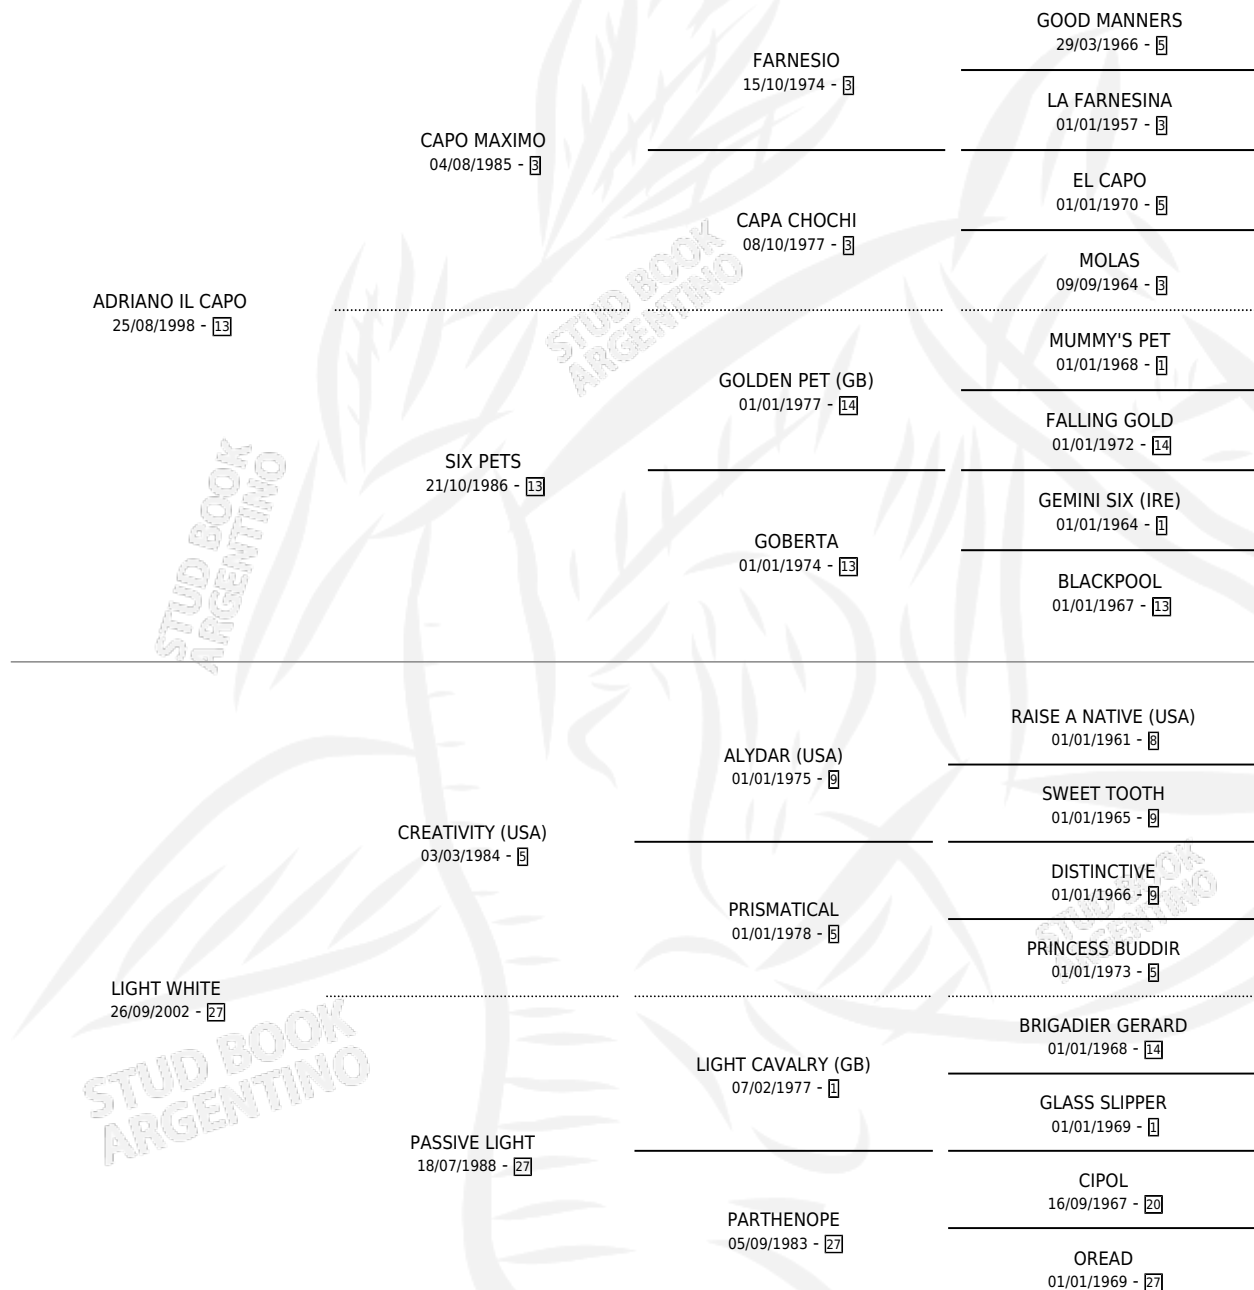 GOOD MANNERS
29/03/1966 - 5
FARNESIO
15/10/1974 - 3
LA FARNESINA
01/01/1957 - 3
CAPO MAXIMO
04/08/1985 - 3
EL CAPO
01/01/1970 - 5
CAPA CHOCHI
08/10/1977 - 3
MOLAS
09/09/1964 - 3
ADRIANO IL CAPO
25/08/1998 - 13
MUMMY'S PET
01/01/1968 - 1
GOLDEN PET (GB)
01/01/1977 - 14
FALLING GOLD
01/01/1972 - 14
SIX PETS
21/10/1986 - 13
GEMINI SIX (IRE)
01/01/1964 - 1
GOBERTA
01/01/1974 - 13
BLACKPOOL
01/01/1967 - 13
RAISE A NATIVE (USA)
01/01/1961 - 8
ALYDAR (USA)
01/01/1975 - 9
SWEET TOOTH
01/01/1965 - 9
CREATIVITY (USA)
03/03/1984 - 5
DISTINCTIVE
01/01/1966 - 9
PRISMATICAL
01/01/1978 - 5
PRINCESS BUDDIR
01/01/1973 - 5
LIGHT WHITE
26/09/2002 - 27
BRIGADIER GERARD
01/01/1968 - 14
LIGHT CAVALRY (GB)
07/02/1977 - 1
GLASS SLIPPER
01/01/1969 - 1
PASSIVE LIGHT
18/07/1988 - 27
CIPOL
16/09/1967 - 20
PARTHENOPE
05/09/1983 - 27
OREAD
01/01/1969 - 27
STUD BOOK
ARGENTINO
STUD BOOK
ARGENTINO
STUD BOOK
ARGENTINO
STUD BOOK
ARGENTINO